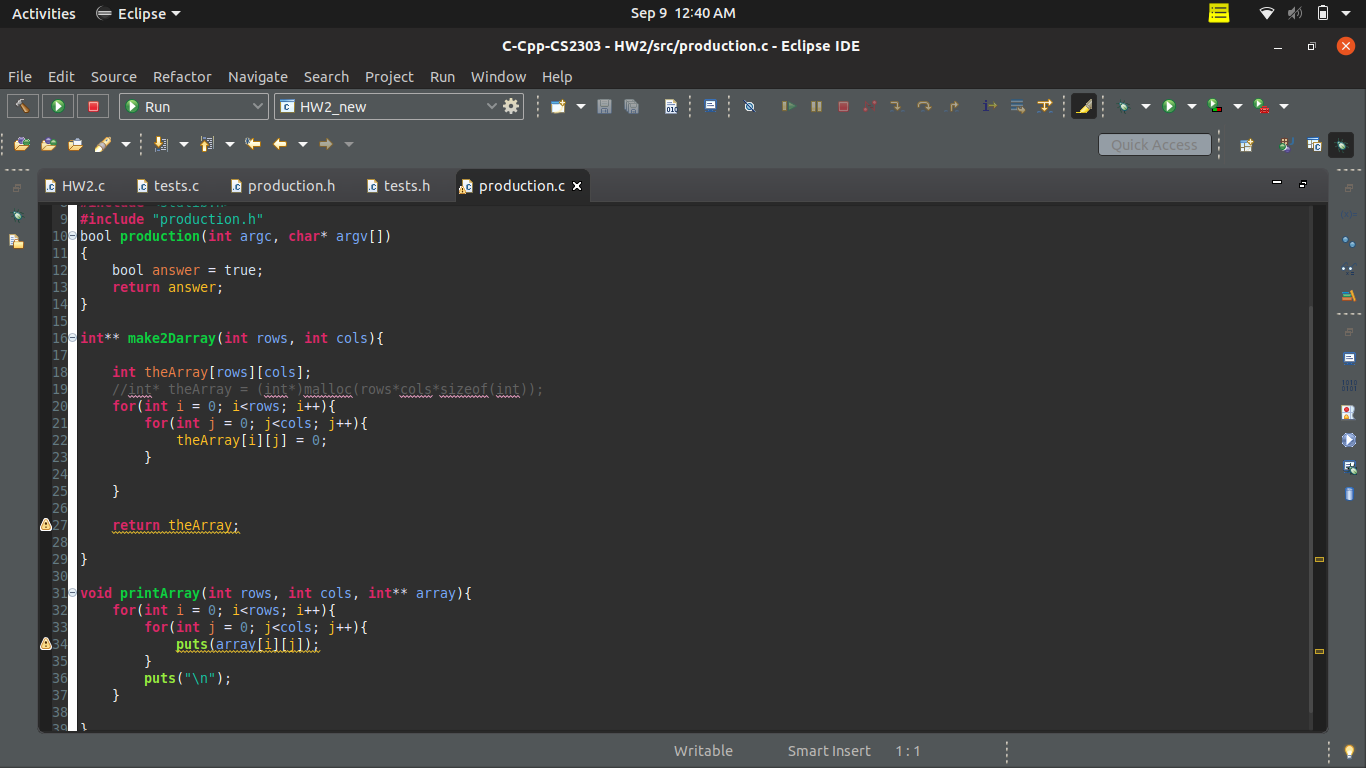 Activities Eclipse Sep 9 12:40 AM
C-Cpp-CS2303 - HW2/src/production.c - Eclipse IDE
File Edit Source Refactor Navigate Search Project Run Window Help
Run HW2_new
Quick Access
HW2.c tests.c production.h tests.h production.c
9 #include "production.h"
10 bool production(int argc, char* argv[])
11 {
12 bool answer = true;
13 return answer;
14 }
15
16 int** make2Darray(int rows, int cols){
17
18 int theArray[rows][cols];
19 //int* theArray = (int*)malloc(rows*cols*sizeof(int));
20 for(int i = 0; i<rows; i++){
21 for(int j = 0; j<cols; j++){
22 theArray[i][j] = 0;
23 }
24
25 }
26
27 return theArray;
28
29 }
30
31 void printArray(int rows, int cols, int** array){
32 for(int i = 0; i<rows; i++){
33 for(int j = 0; j<cols; j++){
34 puts(array[i][j]);
35 }
36 puts("\n");
37 }
38
39 }
Writable Smart Insert 1 : 1